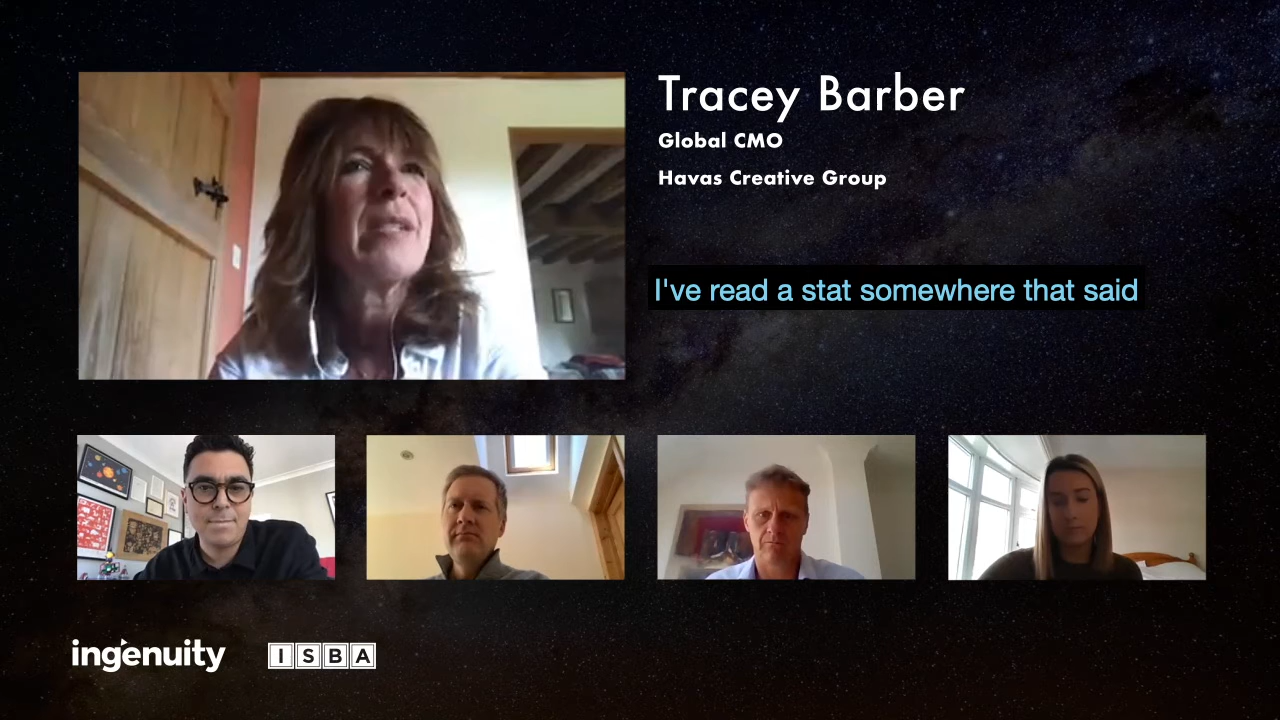 Tracey Barber
Global CMO
Havas Creative Group
I've read a stat somewhere that said
ingenuity
ISBA